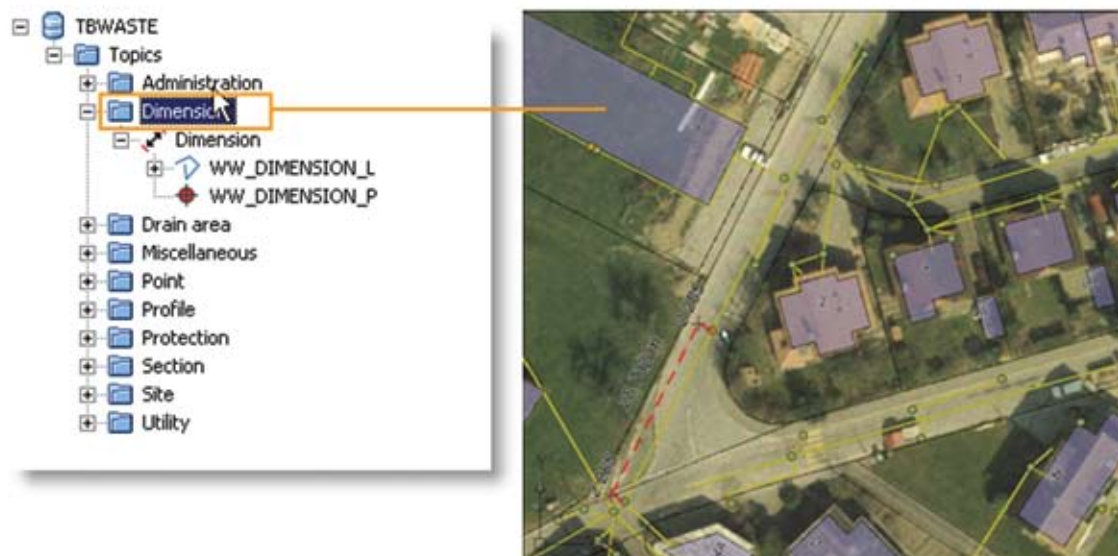 TBWASTE
Topics
Administration
Dimension
Dimension
WW_DIMENSION_L
WW_DIMENSION_P
Drain area
Miscellaneous
Point
Profile
Protection
Section
Site
Utility